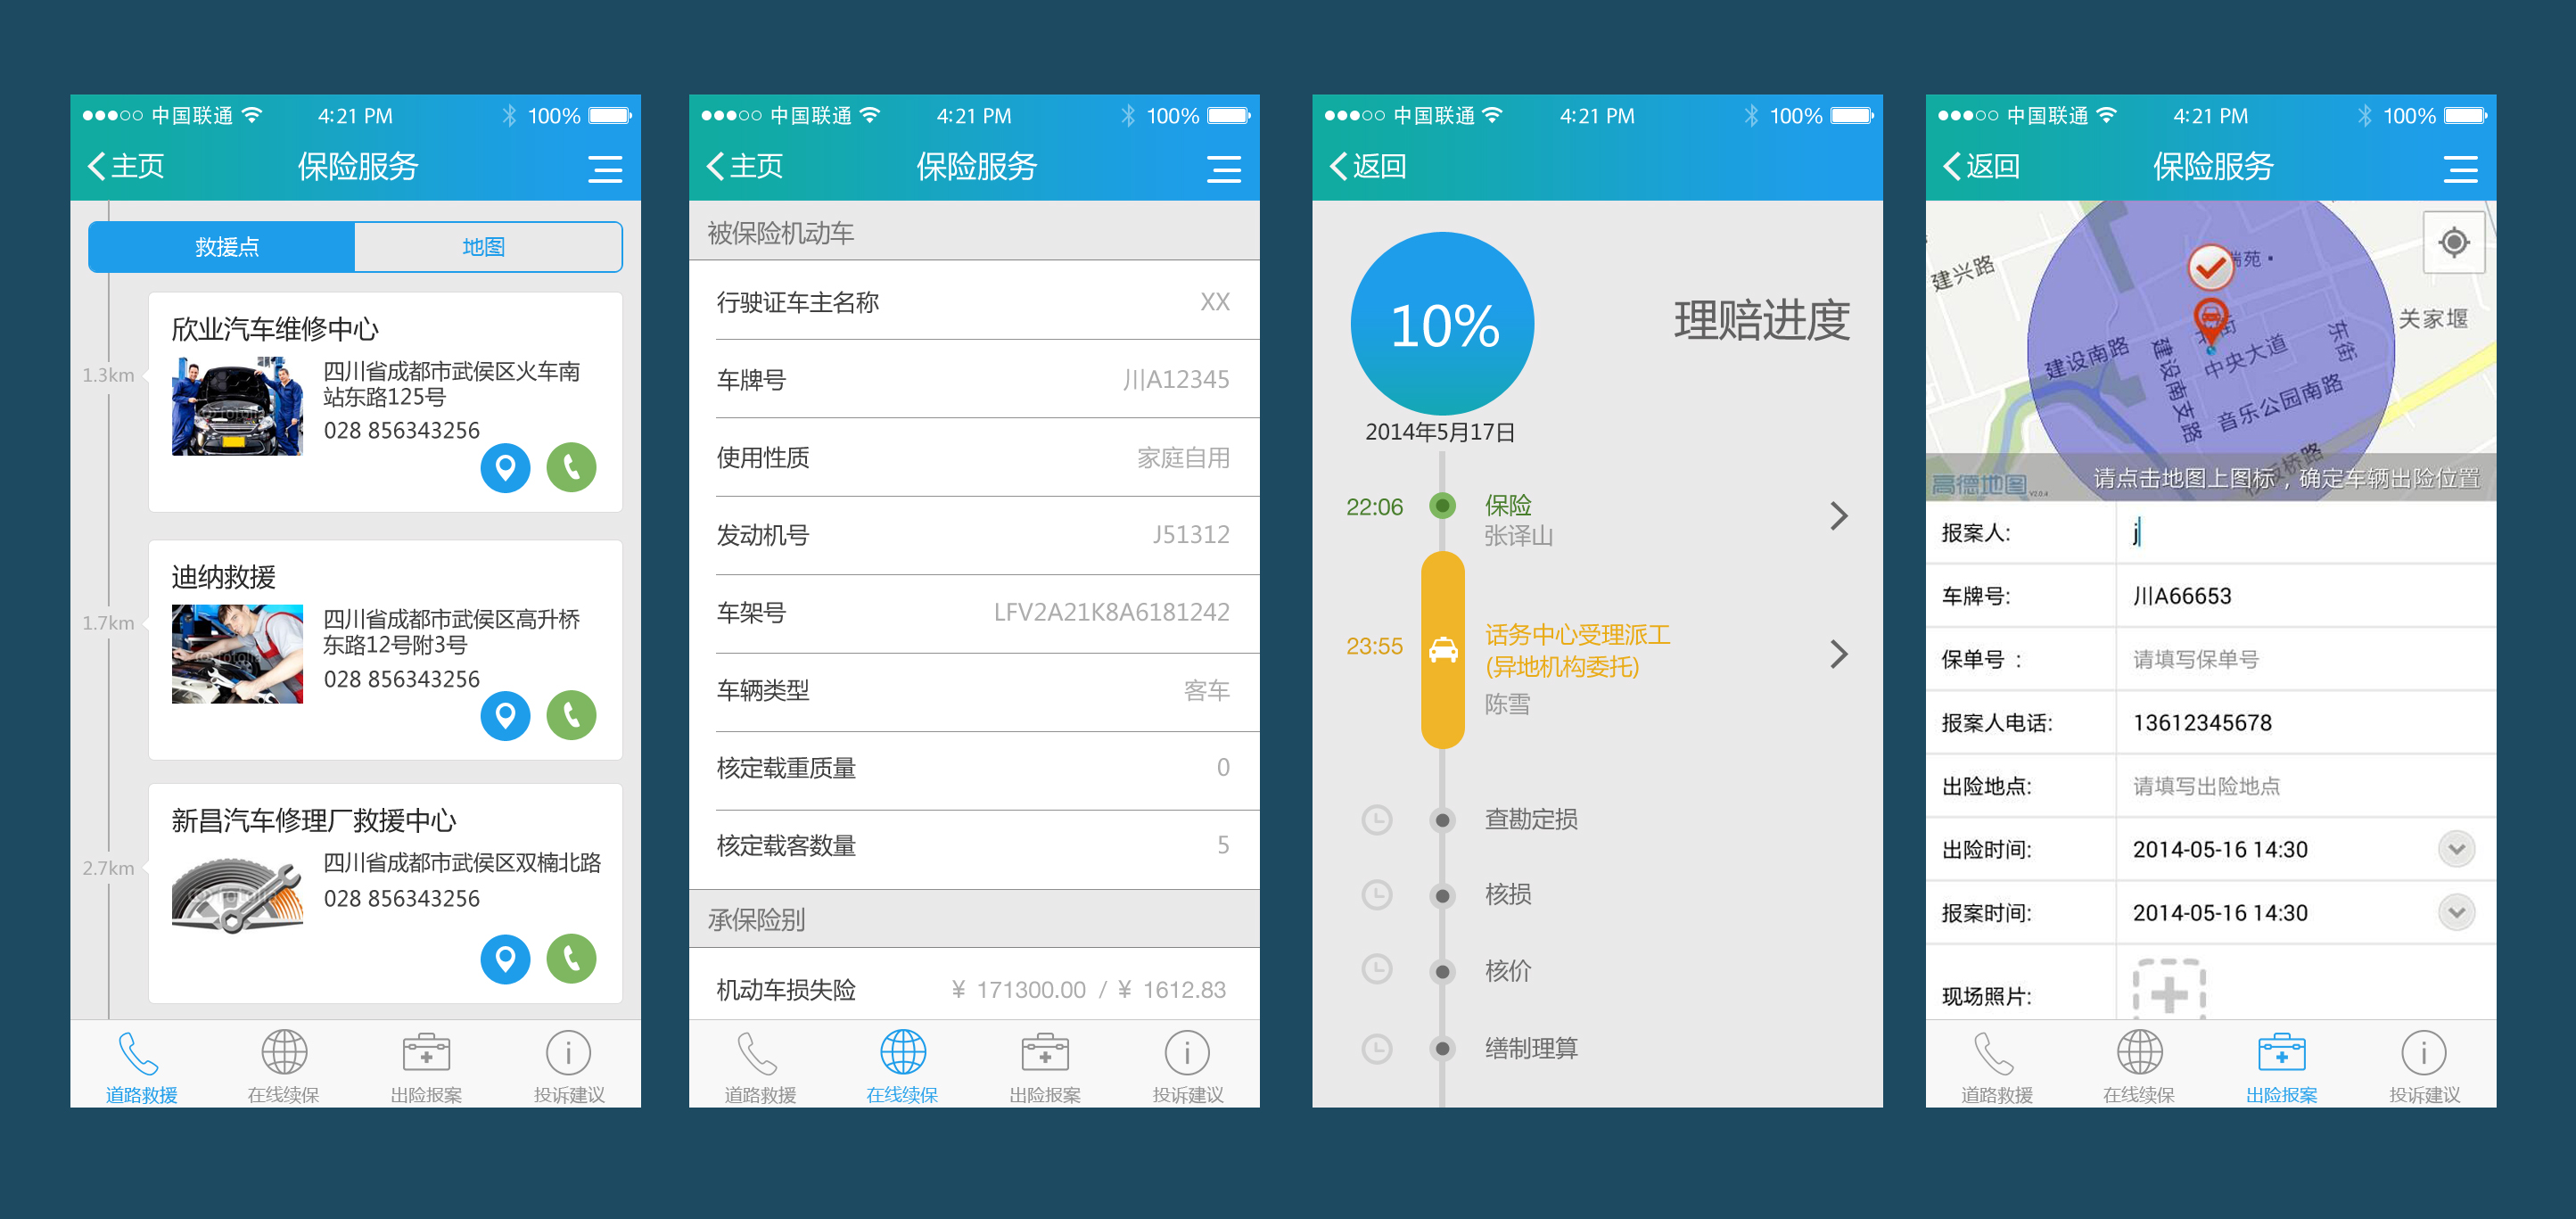 中国联通
4:21 PM
100%
主页
保险服务
救援点
地图
1.3km
欣业汽车维修中心
四川省成都市武侯区火车南
站东路125号
028 856343256
1.7km
迪纳救援
四川省成都市武侯区高升桥
东路12号附3号
028 856343256
2.7km
新昌汽车修理厂救援中心
四川省成都市武侯区双楠北路
028 856343256
道路救援
在线续保
出险报案
投诉建议
中国联通
4:21 PM
100%
主页
保险服务
被保险机动车
行驶证车主名称
XX
车牌号
川A12345
使用性质
家庭自用
发动机号
J51312
车架号
LFV2A21K8A6181242
车辆类型
客车
核定载重质量
0
核定载客数量
5
承保险别
机动车损失险
¥ 171300.00 / ¥ 1612.83
道路救援
在线续保
出险报案
投诉建议
中国联通
4:21 PM
100%
返回
10%
理赔进度
2014年5月17日
22:06
保险
张译山
23:55
话务中心受理派工
(异地机构委托)
陈雪
查勘定损
核损
核价
缮制理算
中国联通
4:21 PM
100%
返回
保险服务
建兴路
瑞苑
关家堰
建设南路
建设南支路
中央大道
东街
音乐公园南路
高德地图
V2.0.4
请点击地图上图标，确定车辆出险位置
报案人:
j
车牌号:
川A66653
保单号 :
请填写保单号
报案人电话:
13612345678
出险地点:
请填写出险地点
出险时间:
2014-05-16 14:30
报案时间:
2014-05-16 14:30
现场照片:
道路救援
在线续保
出险报案
投诉建议